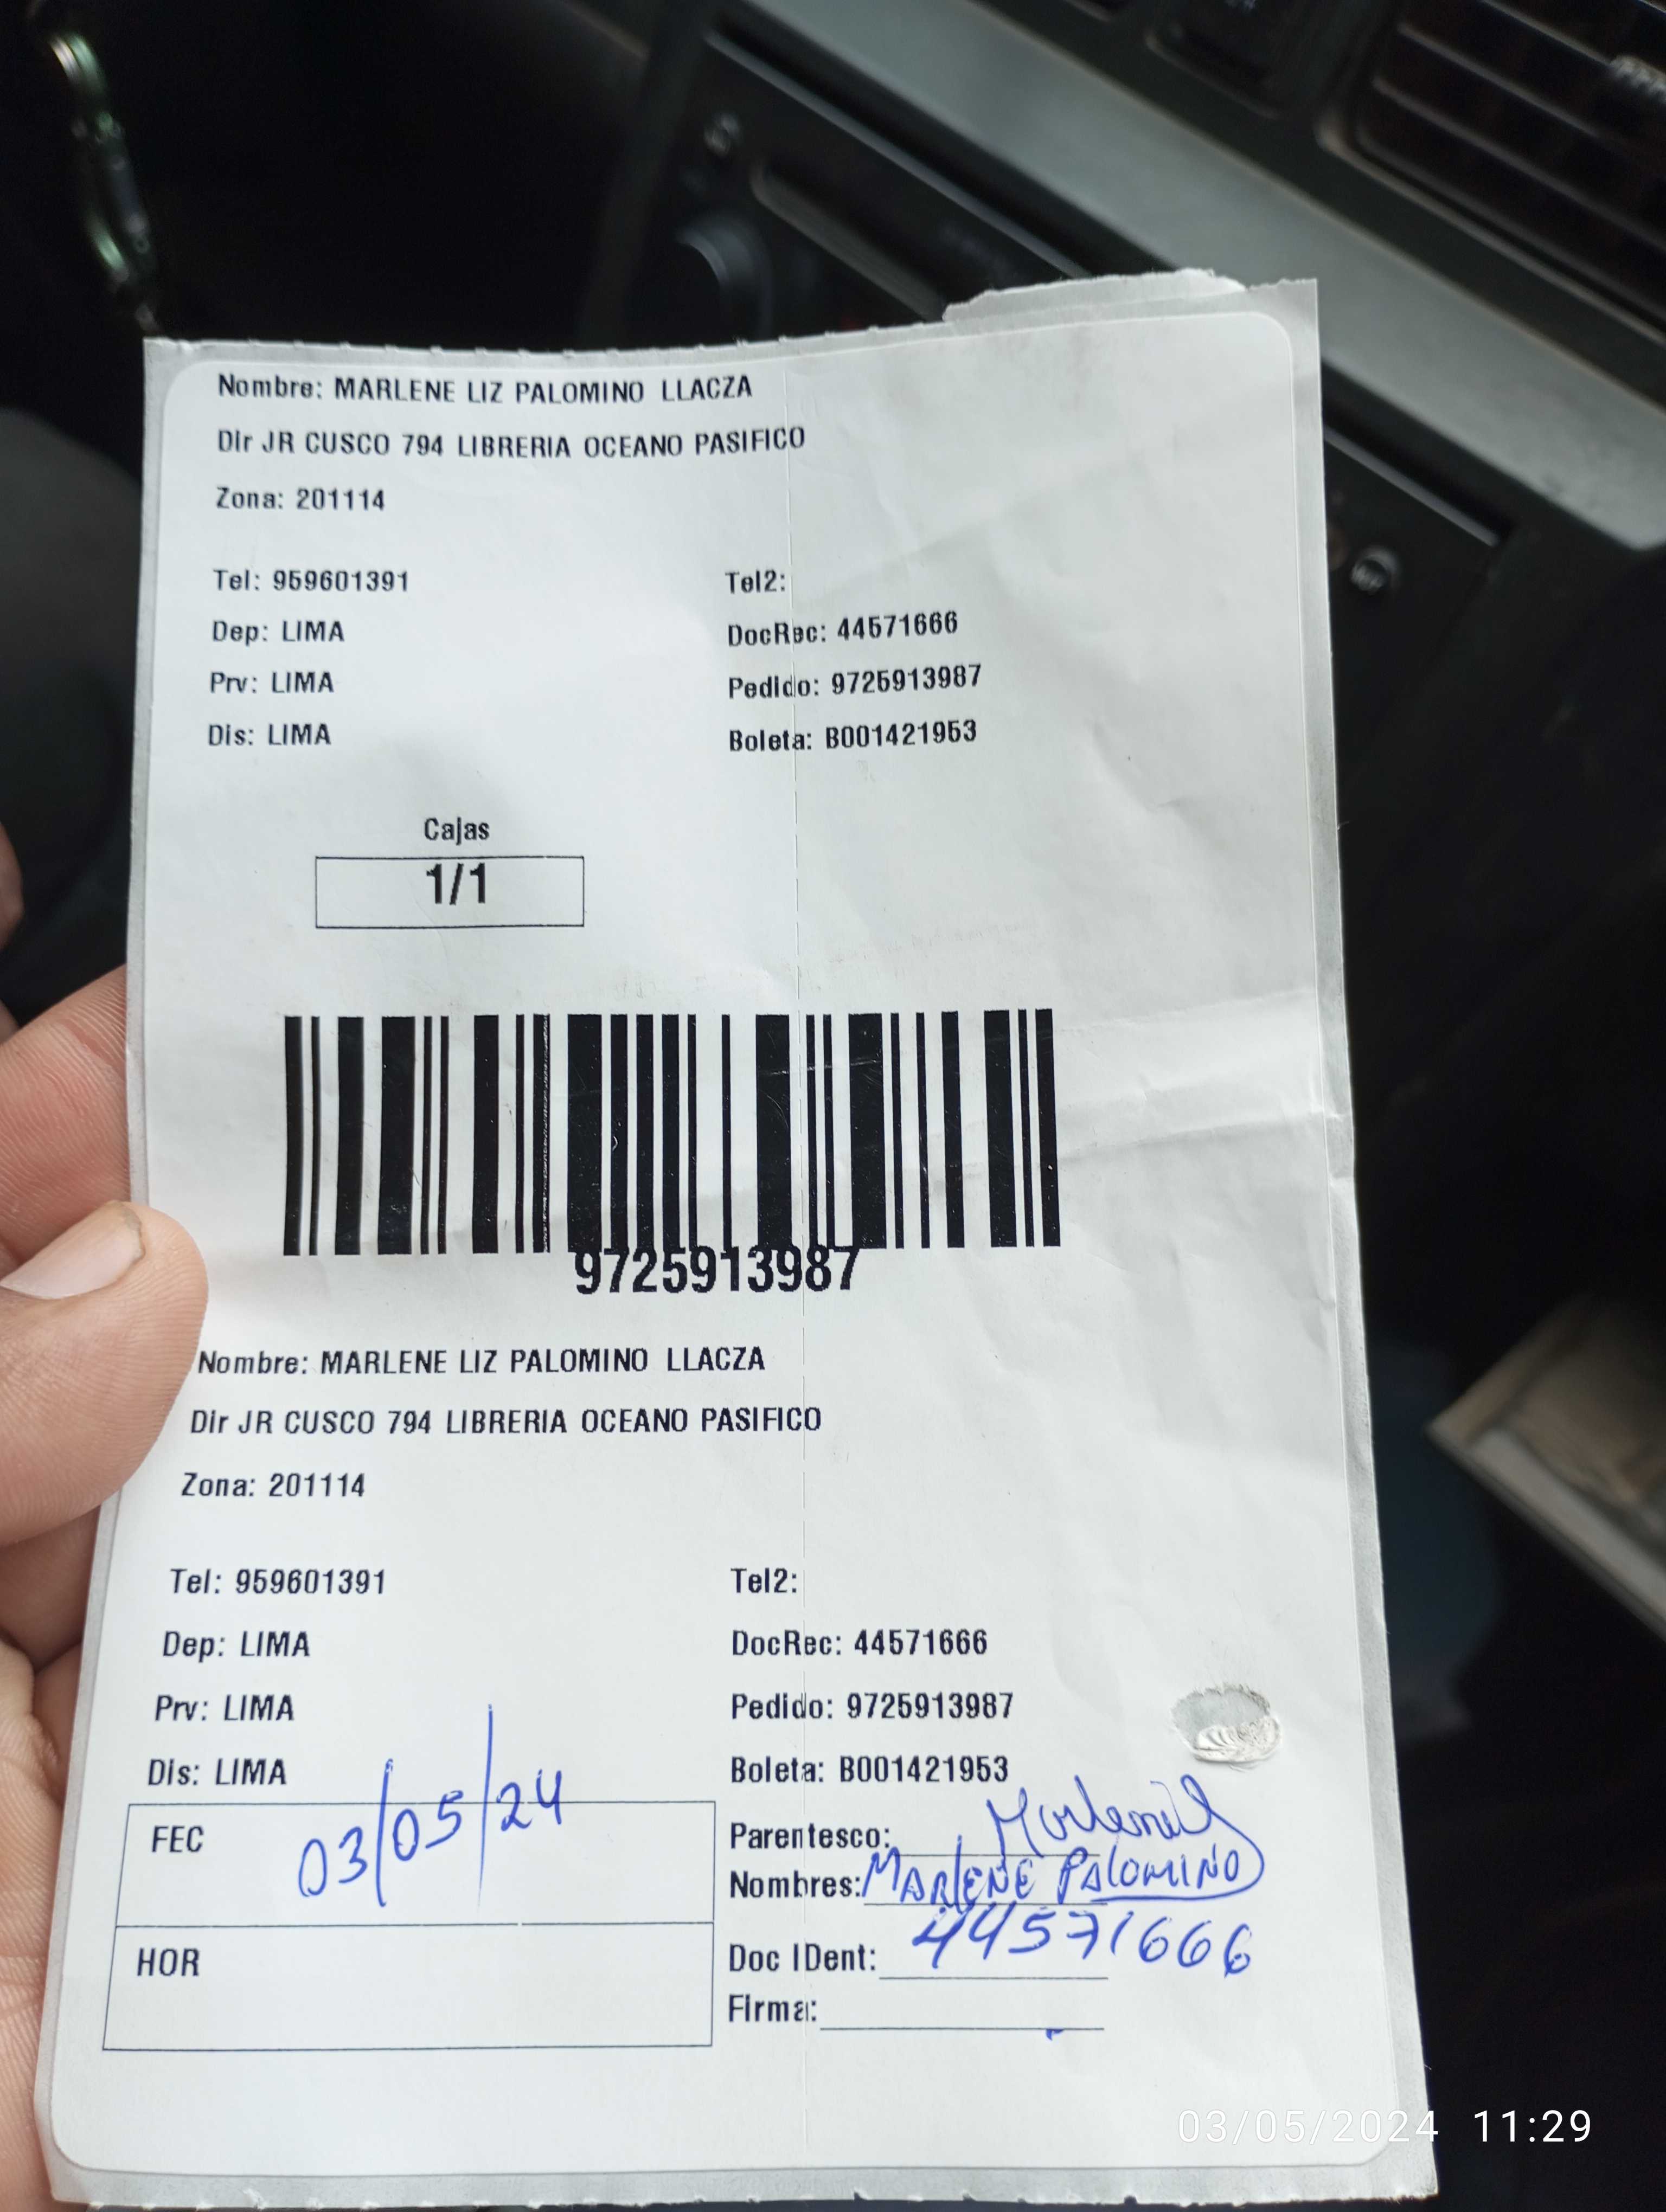 Nombre: MARLENE LIZ PALOMINO LLACZA
Dir JR CUSCO 794 LIBRERIA OCEANO PASIFICO
Zona: 201114
Tel: 959601391 Tel2:
Dep: LIMA DocRec: 44571666
Prv: LIMA Pedido: 9725913987
Dis: LIMA Boleta: B001421953
Cajas
1/1
9725913987
Nombre: MARLENE LIZ PALOMINO LLACZA
Dir JR CUSCO 794 LIBRERIA OCEANO PASIFICO
Zona: 201114
Tel: 959601391 Tel2:
Dep: LIMA DocRec: 44571666
Prv: LIMA Pedido: 9725913987
Dis: LIMA Boleta: B001421953
FEC 03/05/24
Parentesco:
Nombres: MARLENE PALOMINO
HOR
Doc IDent: 44571666
Firma:
03/05/2024 11:29